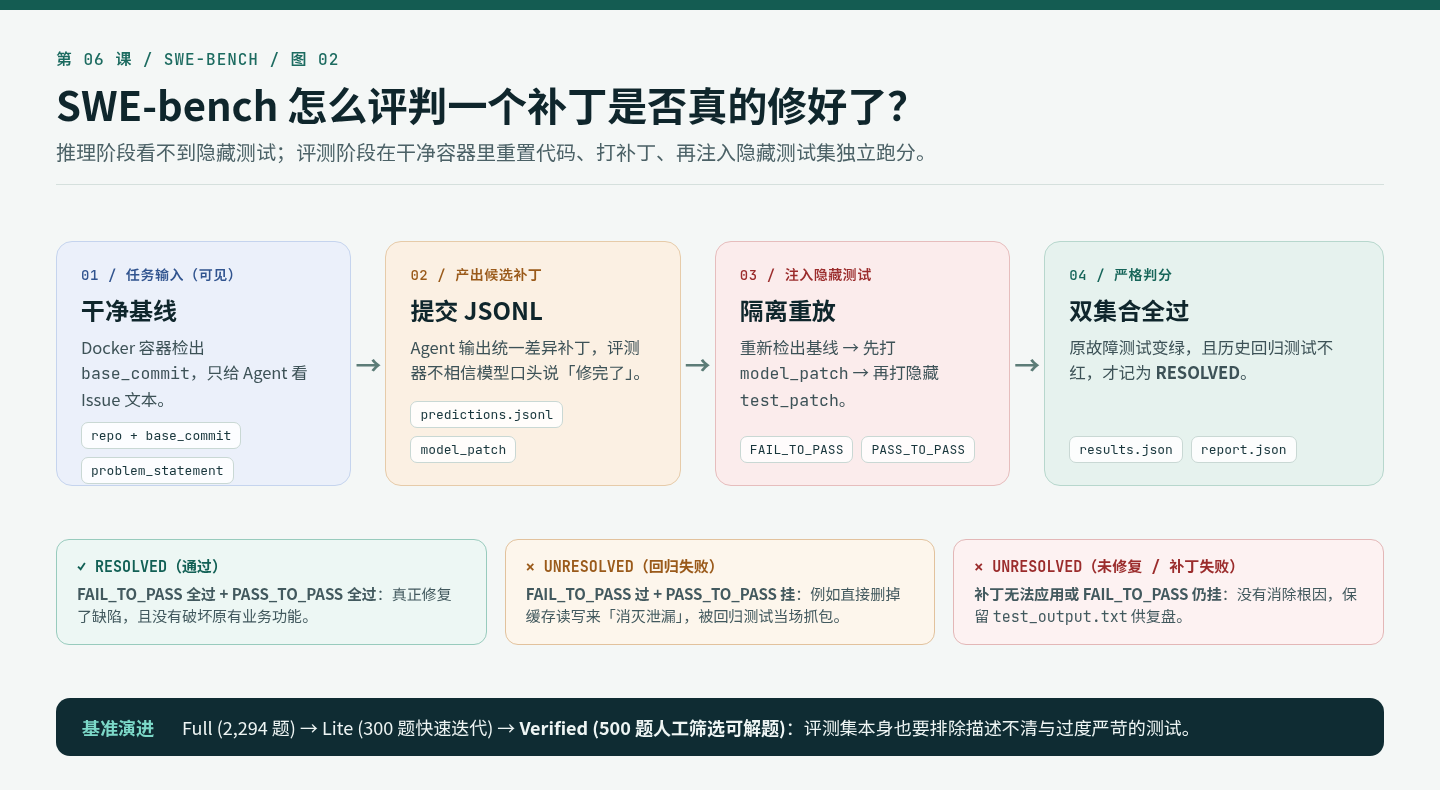 第 06 课 / SWE-BENCH / 图 02
SWE-bench 怎么评判一个补丁是否真的修好了？
推理阶段看不到隐藏测试；评测阶段在干净容器里重置代码、打补丁、再注入隐藏测试集独立跑分。
01 / 任务输入（可见）
干净基线
Docker 容器检出
base_commit，只给 Agent 看
Issue 文本。
repo + base_commit
problem_statement
→
02 / 产出候选补丁
提交 JSONL
Agent 输出统一差异补丁，评测
器不相信模型口头说「修完了」。
predictions.jsonl
model_patch
→
03 / 注入隐藏测试
隔离重放
重新检出基线 → 先打
model_patch → 再打隐藏
test_patch。
FAIL_TO_PASS PASS_TO_PASS
→
04 / 严格判分
双集合全过
原故障测试变绿，且历史回归测试不
红，才记为 RESOLVED。
results.json report.json
✓ RESOLVED（通过）
FAIL_TO_PASS 全过 + PASS_TO_PASS 全过：真正修复
了缺陷，且没有破坏原有业务功能。
× UNRESOLVED（回归失败）
FAIL_TO_PASS 过 + PASS_TO_PASS 挂：例如直接删掉
缓存读写来「消灭泄漏」，被回归测试当场抓包。
× UNRESOLVED（未修复 / 补丁失败）
补丁无法应用或 FAIL_TO_PASS 仍挂：没有消除根因，保
留 test_output.txt 供复盘。
基准演进 Full (2,294 题) → Lite (300 题快速迭代) → Verified (500 题人工筛选可解题)：评测集本身也要排除描述不清与过度严苛的测试。